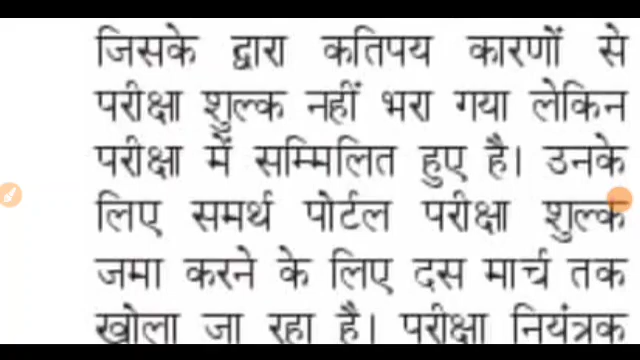 जिसके द्वारा कतिपय कारणों से
परीक्षा शुल्क नहीं भरा गया लेकिन
परीक्षा में सम्मिलित हुए है। उनके
लिए समर्थ पोर्टल परीक्षा शुल्क
जमा करने के लिए दस मार्च तक
खोला जा रहा है। परीक्षा नियंत्रक